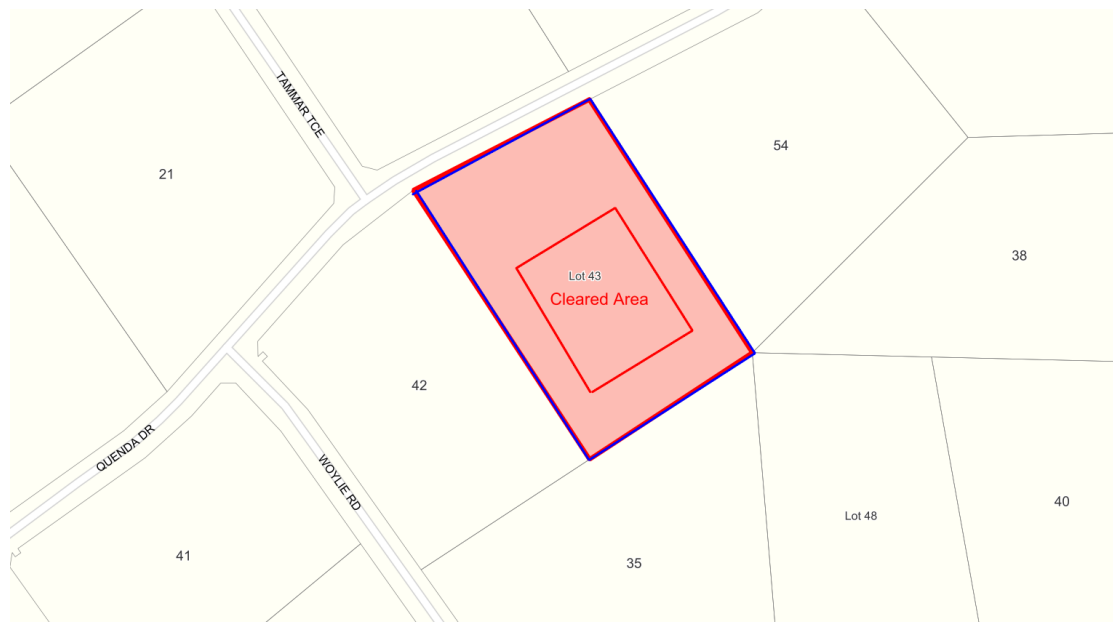 TAMMAR TCE
21
54
38
Lot 43
Cleared Area
42
QUENDA DR
WOYLIE RD
40
Lot 48
41
35